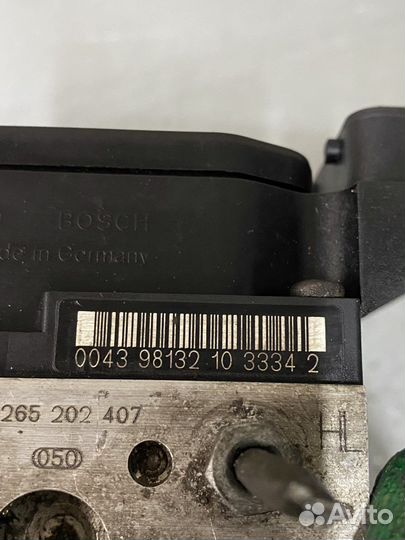 BOSCH
de in Germany
0043 98132 10 3334 2
265 202 407
050
HL
Avito